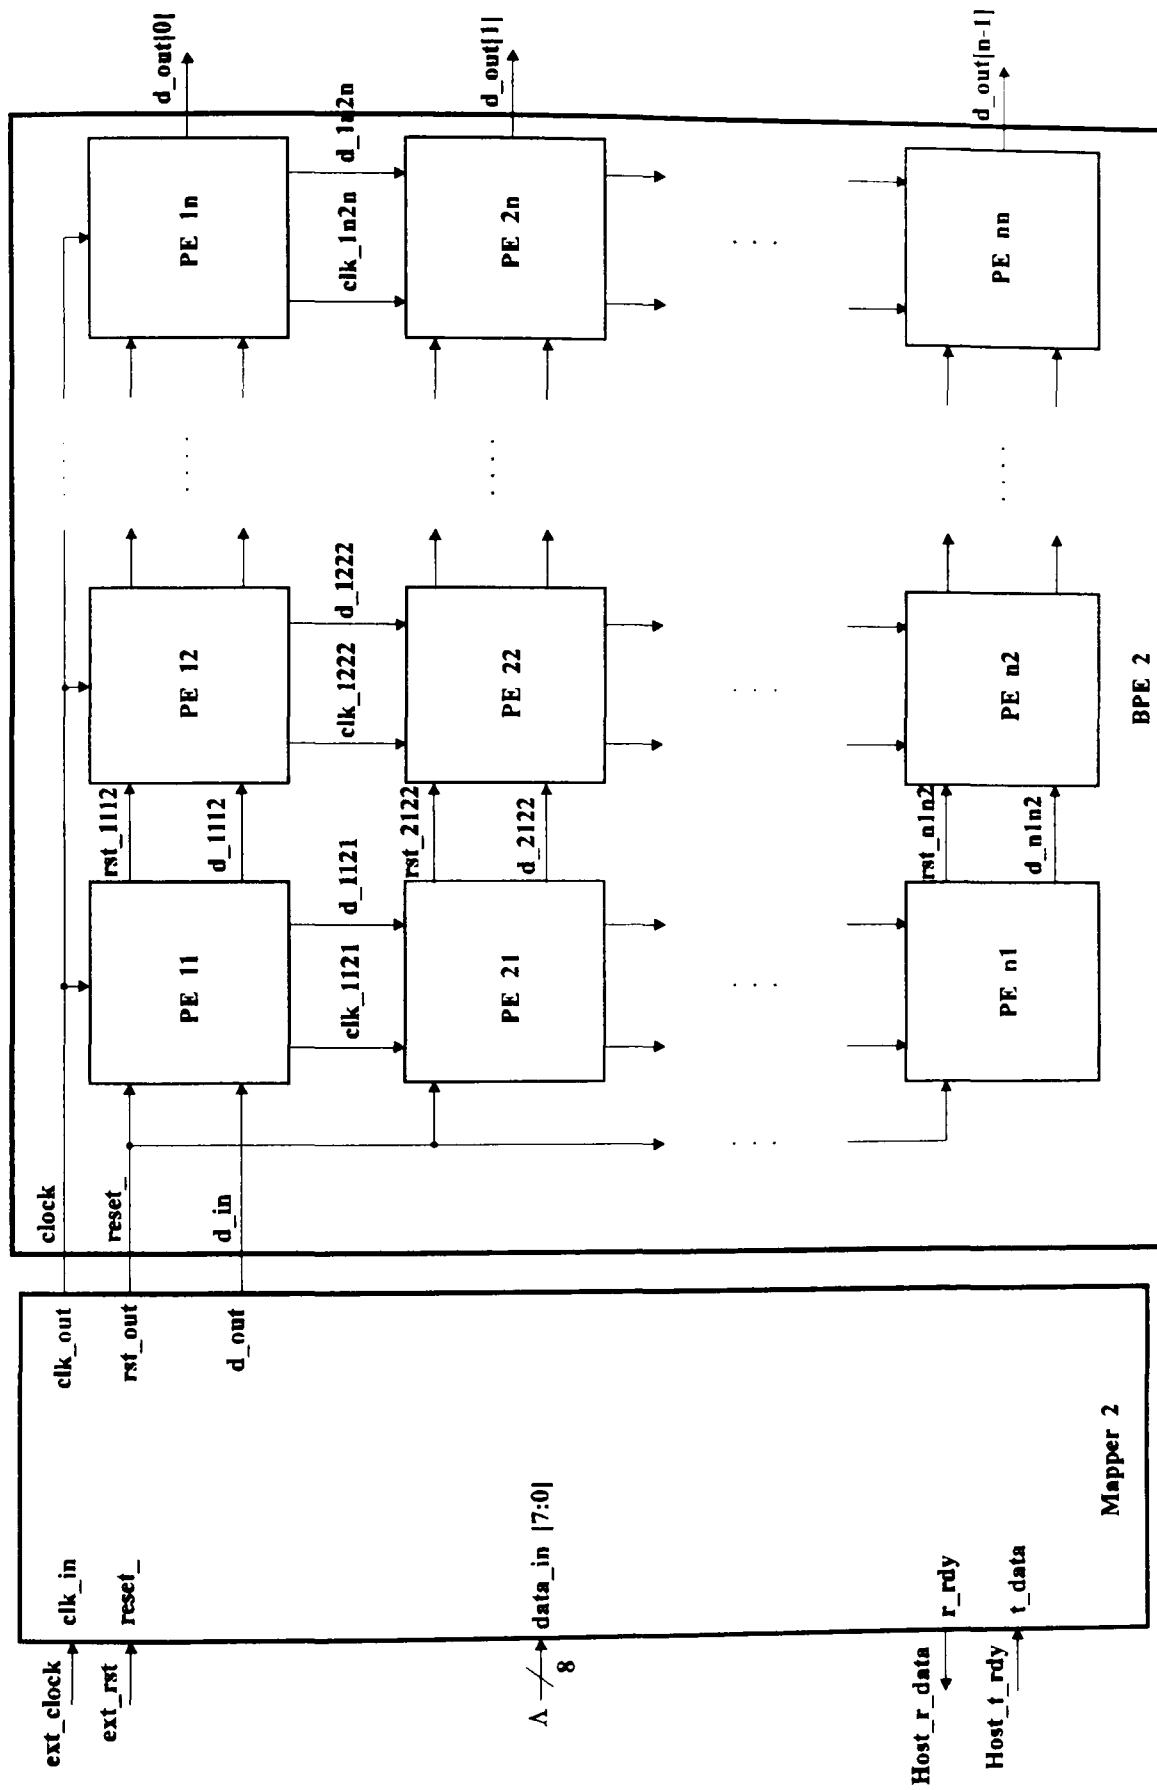 ext_clock
clk_in
clk_out
clock
ext_rst
reset_
rst_out
reset_
d_out
d_in
data_in [7:0]
8
Host_r_data
r_rdy
Host_t_rdy
t_data
Mapper 2
PE 11
rst_1112
d_1112
PE 12
PE 1n
d_out[0]
clk_1121
d_1121
clk_1222
d_1222
clk_1n2n
d_1n2n
PE 21
rst_2122
d_2122
PE 22
PE 2n
d_out[1]
. . .
. . .
. . .
PE n1
rst_n1n2
d_n1n2
PE n2
PE nn
d_out[n-1]
BPE 2